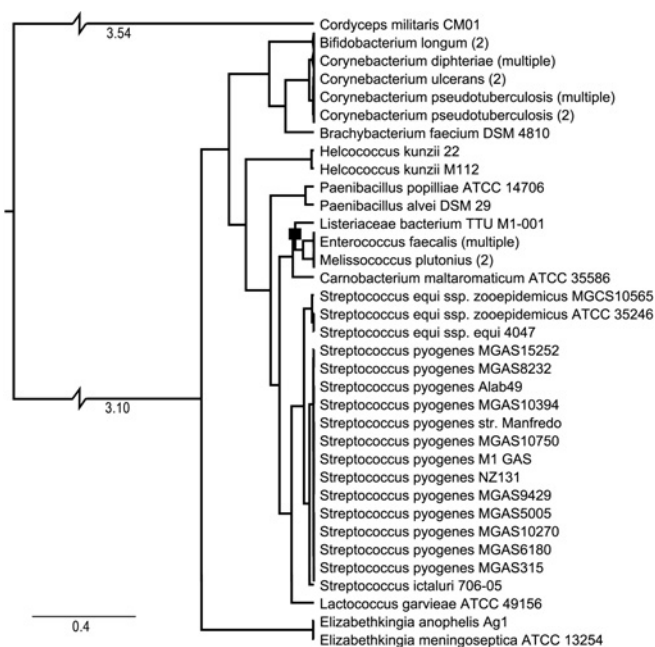 Cordyceps militaris CM01
3.54
Bifidobacterium longum (2)
Corynebacterium diphteriae (multiple)
Corynebacterium ulcerans (2)
Corynebacterium pseudotuberculosis (multiple)
Corynebacterium pseudotuberculosis (2)
Brachybacterium faecium DSM 4810
Helcococcus kunzii 22
Helcococcus kunzii M112
Paenibacillus popilliae ATCC 14706
Paenibacillus alvei DSM 29
Listeriaceae bacterium TTU M1-001
Enterococcus faecalis (multiple)
Melissococcus plutonius (2)
Carnobacterium maltaromaticum ATCC 35586
Streptococcus equi ssp. zooepidemicus MGCS10565
Streptococcus equi ssp. zooepidemicus ATCC 35246
Streptococcus equi ssp. equi 4047
Streptococcus pyogenes MGAS15252
Streptococcus pyogenes MGAS8232
Streptococcus pyogenes Alab49
Streptococcus pyogenes MGAS10394
3.10
Streptococcus pyogenes str. Manfredo
Streptococcus pyogenes MGAS10750
Streptococcus pyogenes M1 GAS
Streptococcus pyogenes NZ131
Streptococcus pyogenes MGAS9429
Streptococcus pyogenes MGAS5005
Streptococcus pyogenes MGAS10270
Streptococcus pyogenes MGAS6180
Streptococcus pyogenes MGAS315
Streptococcus ictaluri 706-05
Lactococcus garvieae ATCC 49156
0.4
Elizabethkingia anophelis Ag1
Elizabethkingia meningoseptica ATCC 13254